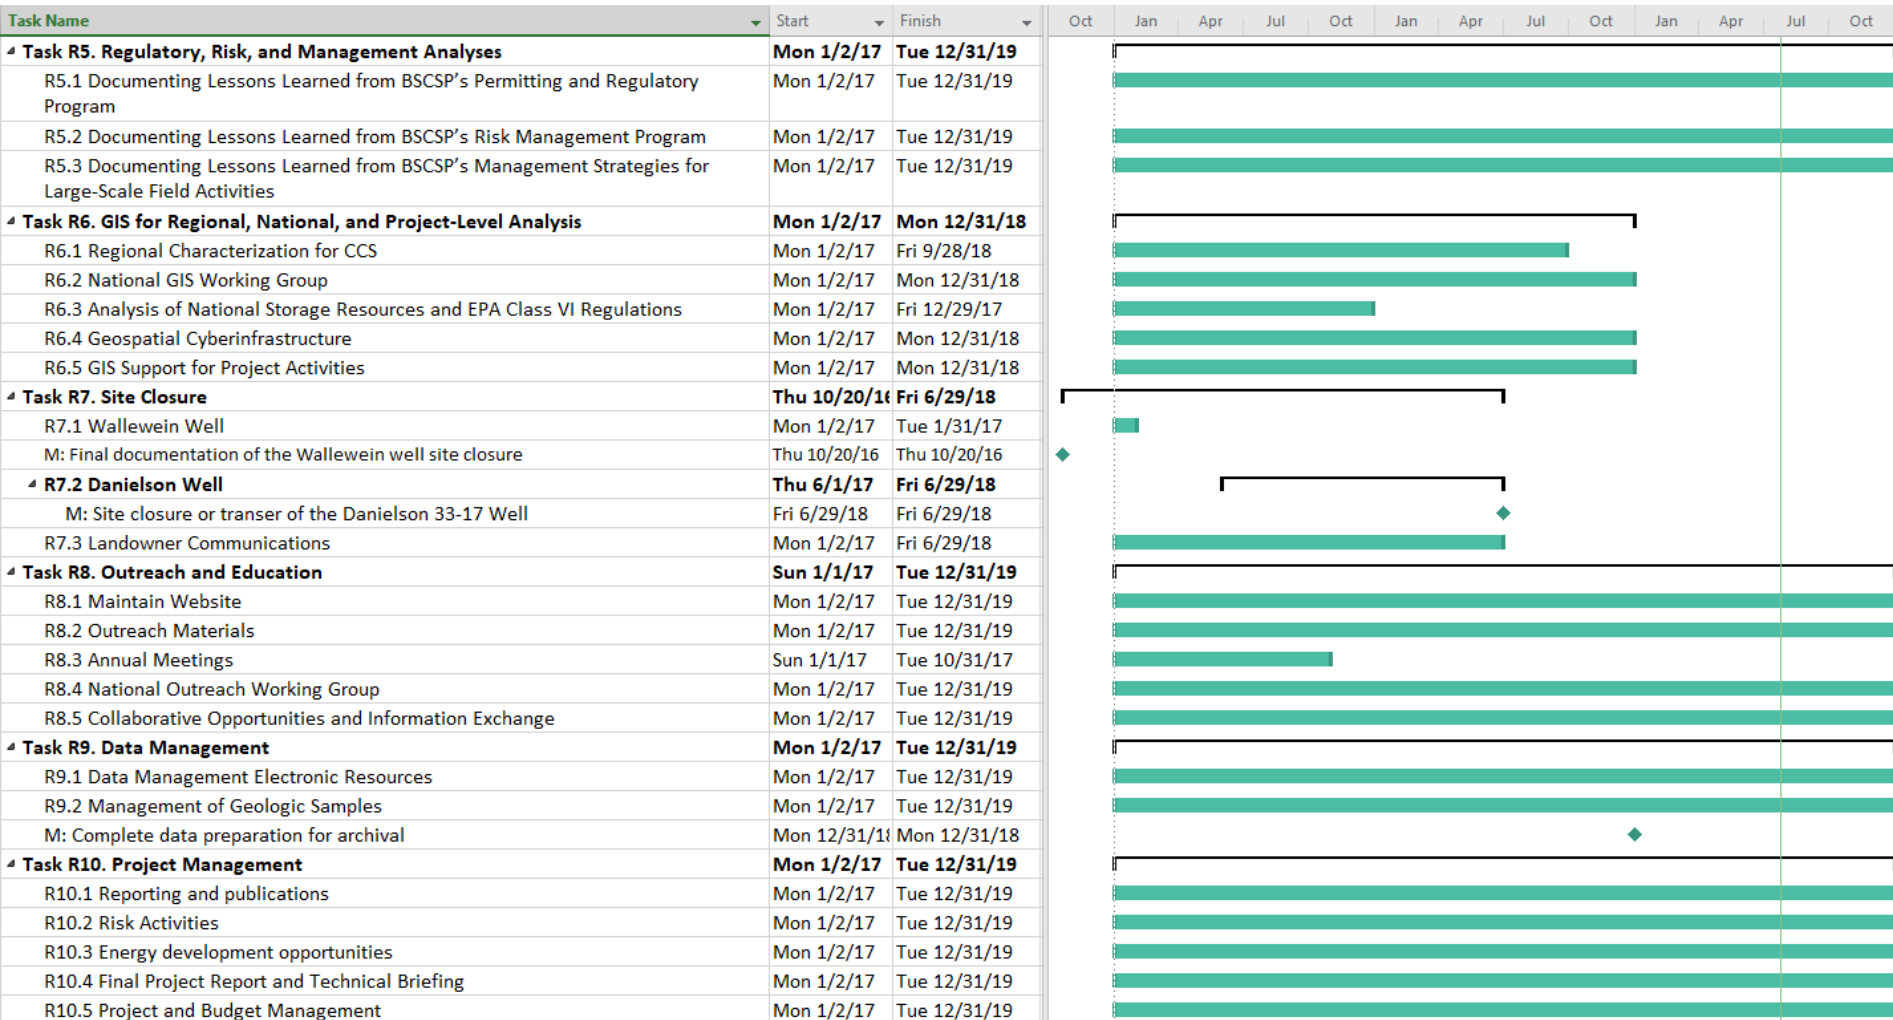 Task Name Start Finish Oct Jan Apr Jul Oct Jan Apr Jul Oct Jan Apr Jul Oct
Task R5. Regulatory, Risk, and Management Analyses Mon 1/2/17 Tue 12/31/19
R5.1 Documenting Lessons Learned from BSCSP’s Permitting and Regulatory Mon 1/2/17 Tue 12/31/19
Program
R5.2 Documenting Lessons Learned from BSCSP’s Risk Management Program Mon 1/2/17 Tue 12/31/19
R5.3 Documenting Lessons Learned from BSCSP’s Management Strategies for Mon 1/2/17 Tue 12/31/19
Large-Scale Field Activities
Task R6. GIS for Regional, National, and Project-Level Analysis Mon 1/2/17 Mon 12/31/18
R6.1 Regional Characterization for CCS Mon 1/2/17 Fri 9/28/18
R6.2 National GIS Working Group Mon 1/2/17 Mon 12/31/18
R6.3 Analysis of National Storage Resources and EPA Class VI Regulations Mon 1/2/17 Fri 12/29/17
R6.4 Geospatial Cyberinfrastructure Mon 1/2/17 Mon 12/31/18
R6.5 GIS Support for Project Activities Mon 1/2/17 Mon 12/31/18
Task R7. Site Closure Thu 10/20/16 Fri 6/29/18
R7.1 Wallewein Well Mon 1/2/17 Tue 1/31/17
M: Final documentation of the Wallewein well site closure Thu 10/20/16 Thu 10/20/16
R7.2 Danielson Well Thu 6/1/17 Fri 6/29/18
M: Site closure or transer of the Danielson 33-17 Well Fri 6/29/18 Fri 6/29/18
R7.3 Landowner Communications Mon 1/2/17 Fri 6/29/18
Task R8. Outreach and Education Sun 1/1/17 Tue 12/31/19
R8.1 Maintain Website Mon 1/2/17 Tue 12/31/19
R8.2 Outreach Materials Mon 1/2/17 Tue 12/31/19
R8.3 Annual Meetings Sun 1/1/17 Tue 10/31/17
R8.4 National Outreach Working Group Mon 1/2/17 Tue 12/31/19
R8.5 Collaborative Opportunities and Information Exchange Mon 1/2/17 Tue 12/31/19
Task R9. Data Management Mon 1/2/17 Tue 12/31/19
R9.1 Data Management Electronic Resources Mon 1/2/17 Tue 12/31/19
R9.2 Management of Geologic Samples Mon 1/2/17 Tue 12/31/19
M: Complete data preparation for archival Mon 12/31/18 Mon 12/31/18
Task R10. Project Management Mon 1/2/17 Tue 12/31/19
R10.1 Reporting and publications Mon 1/2/17 Tue 12/31/19
R10.2 Risk Activities Mon 1/2/17 Tue 12/31/19
R10.3 Energy development opportunities Mon 1/2/17 Tue 12/31/19
R10.4 Final Project Report and Technical Briefing Mon 1/2/17 Tue 12/31/19
R10.5 Project and Budget Management Mon 1/2/17 Tue 12/31/19